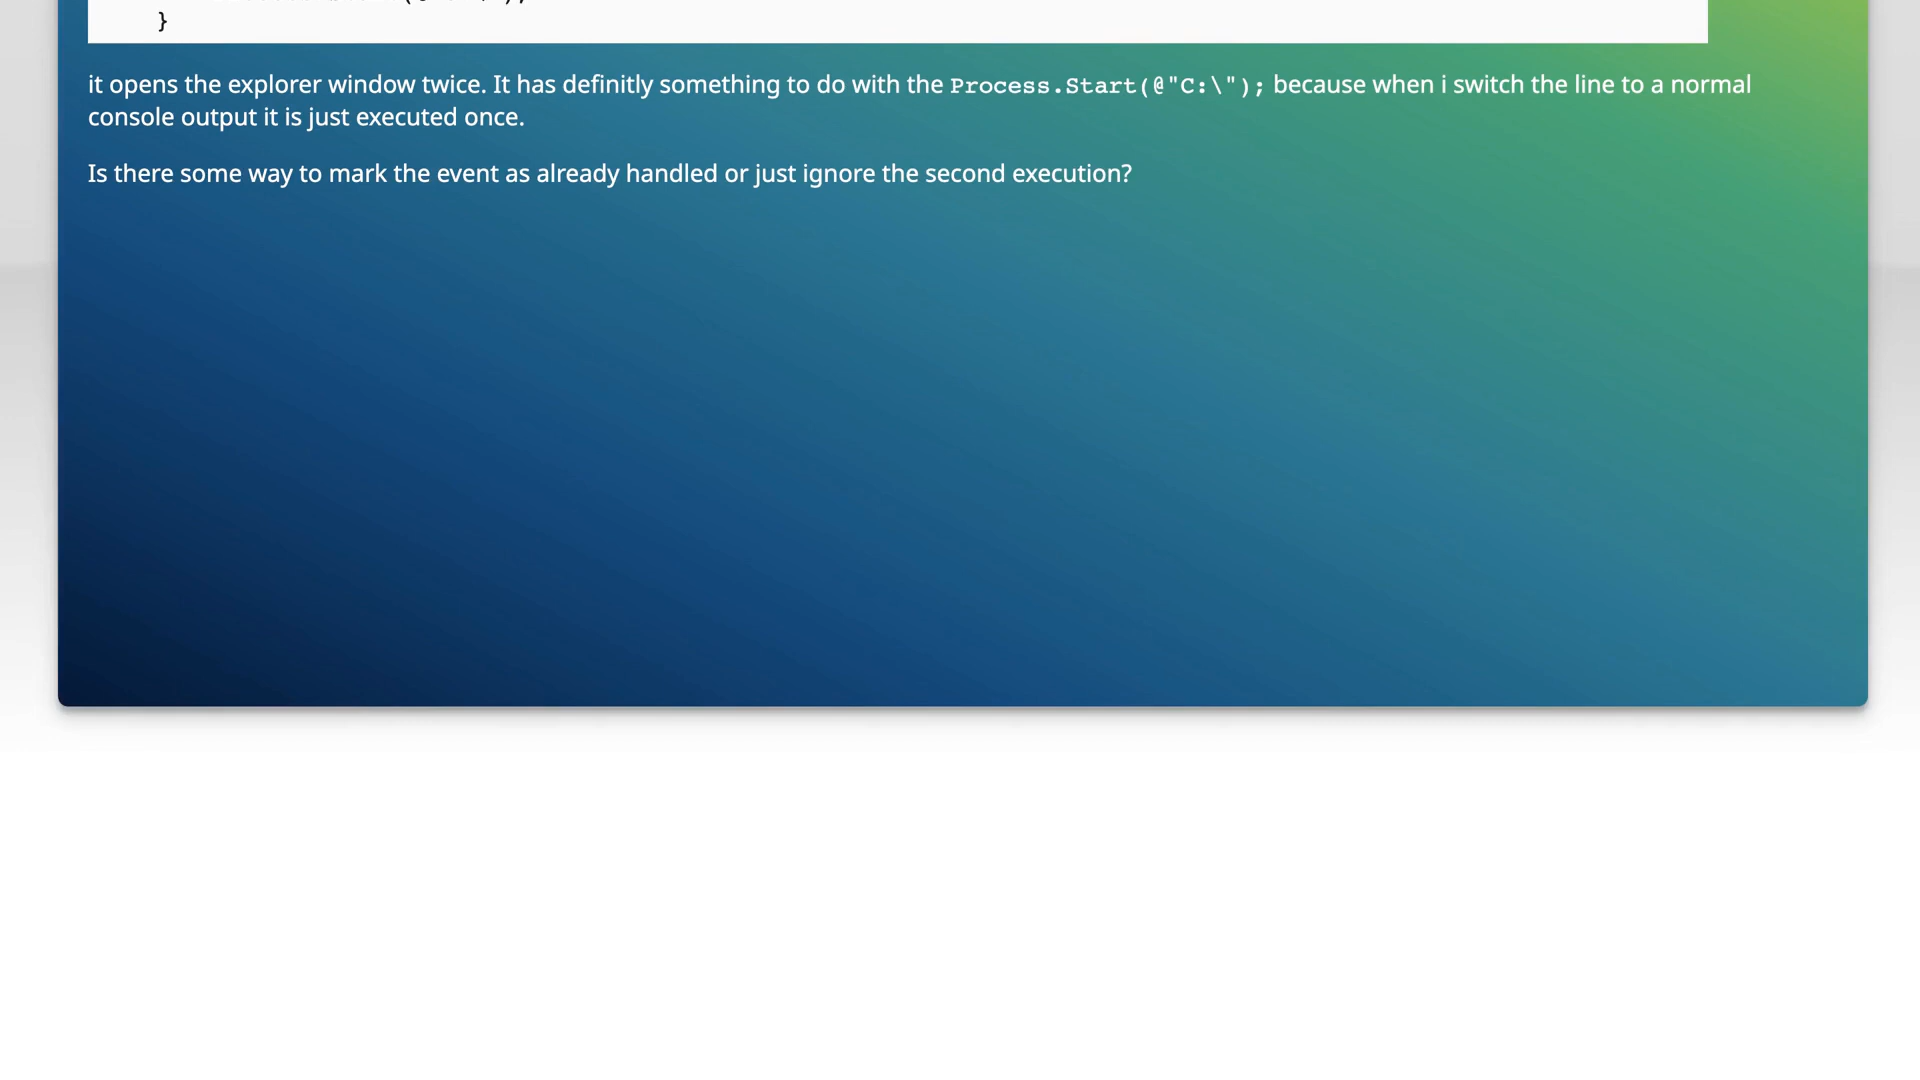 }
it opens the explorer window twice. It has definitly something to do with the Process.Start(@"C:\"); because when i switch the line to a normal
console output it is just executed once.
Is there some way to mark the event as already handled or just ignore the second execution?